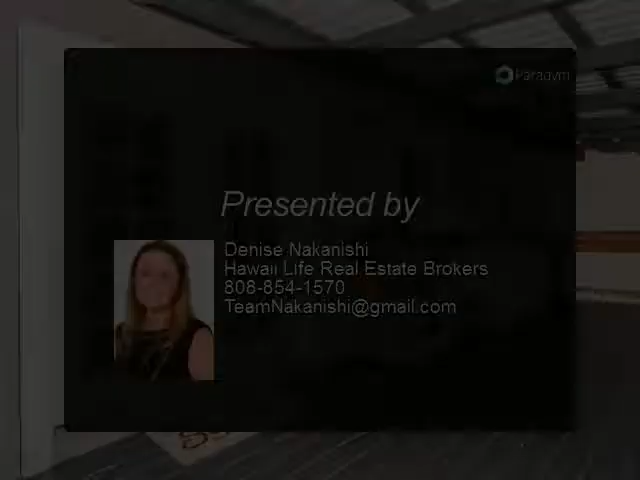 Paradym
Presented by
Denise Nakanishi
Hawaii Life Real Estate Brokers
808-854-1570
TeamNakanishi@gmail.com